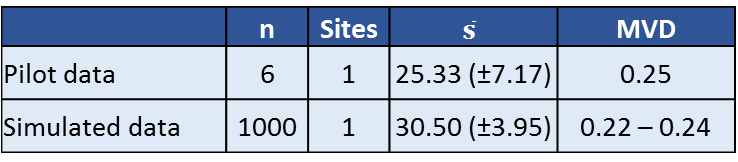 n Sites s̄ MVD
Pilot data 6 1 25.33 (±7.17) 0.25
Simulated data 1000 1 30.50 (±3.95) 0.22 – 0.24